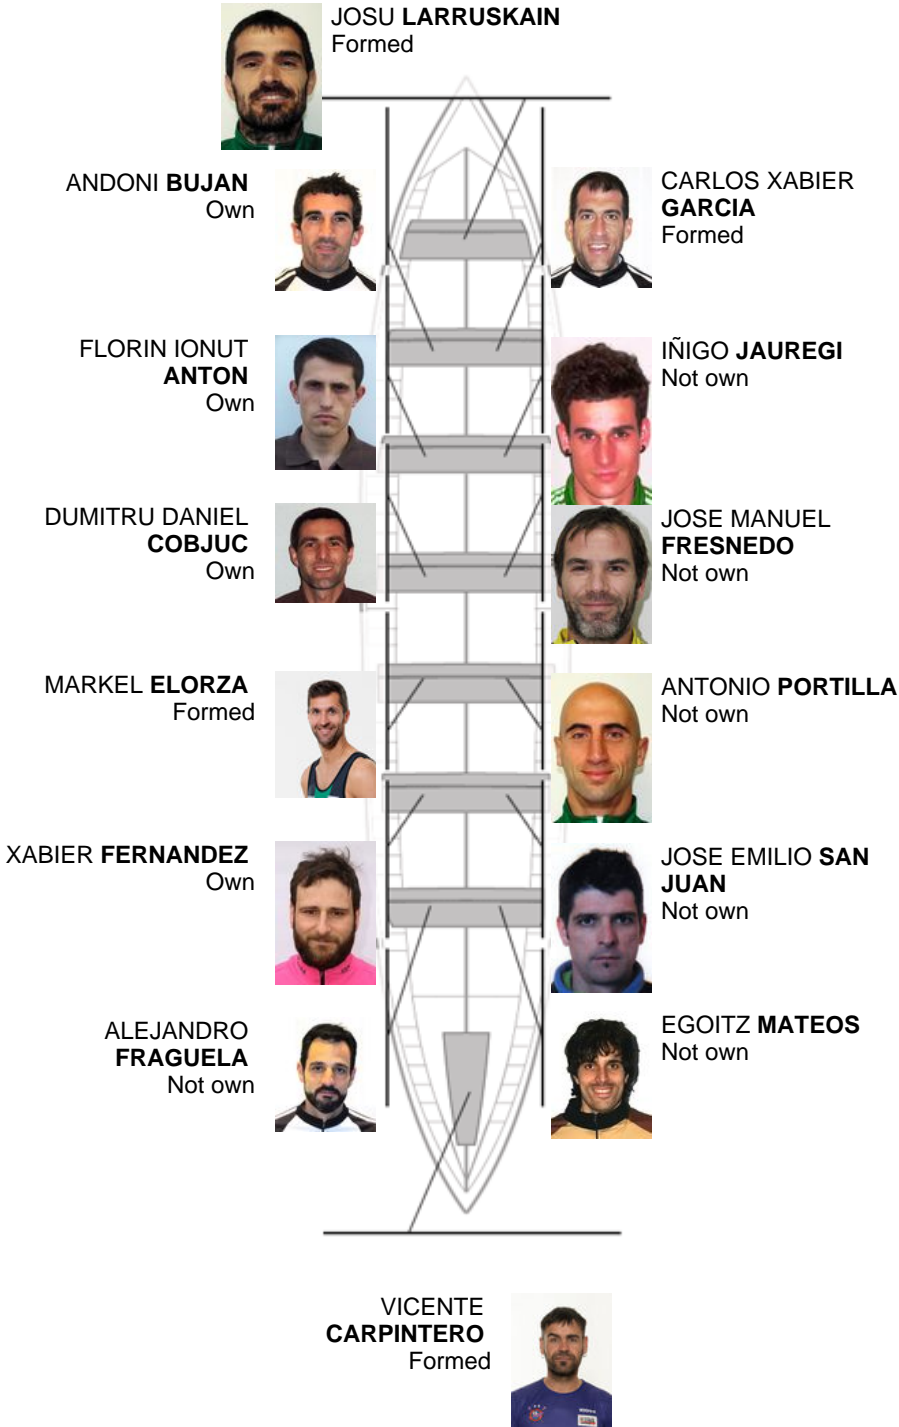 JOSU LARRUSKAIN
Formed
ANDONI BUJAN
Own
CARLOS XABIER
GARCIA
Formed
FLORIN IONUT
ANTON
Own
IÑIGO JAUREGI
Not own
DUMITRU DANIEL
COBJUC
Own
JOSE MANUEL
FRESNEDO
Not own
MARKEL ELORZA
Formed
ANTONIO PORTILLA
Not own
XABIER FERNANDEZ
Own
JOSE EMILIO SAN
JUAN
Not own
ALEJANDRO
FRAGUELA
Not own
EGOITZ MATEOS
Not own
VICENTE
CARPINTERO
Formed